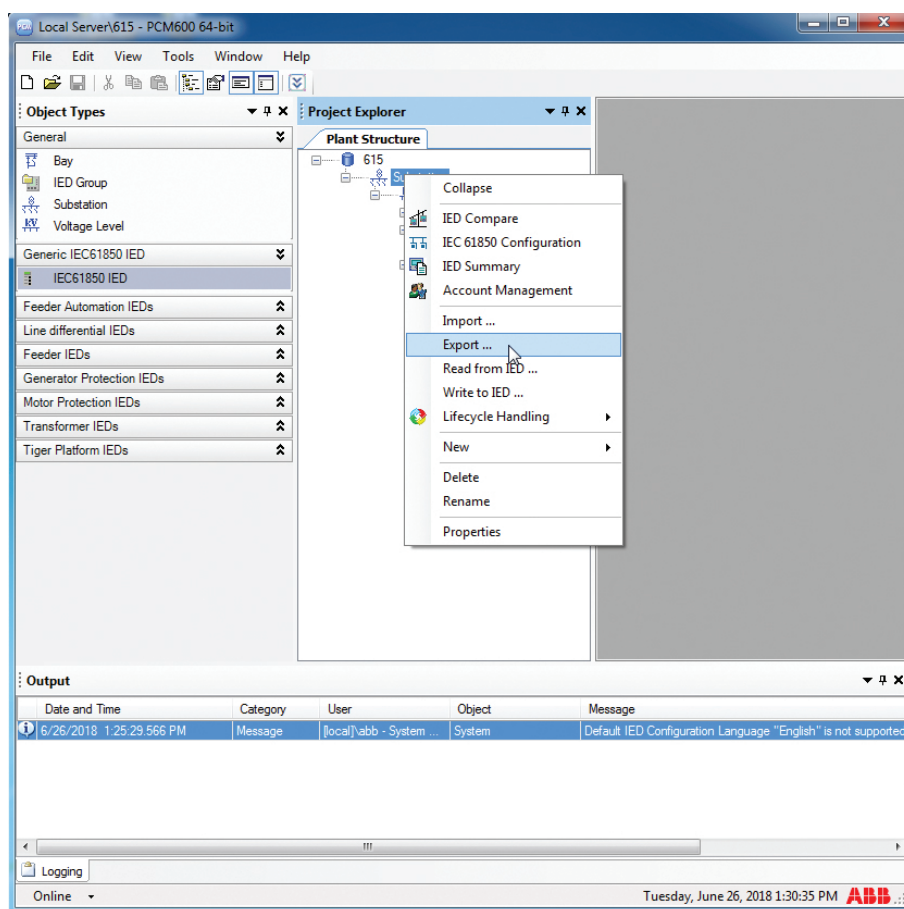 Local Server\615 - PCM600 64-bit
File Edit View Tools Window Help
Object Types
General
Bay
IED Group
Substation
Voltage Level
Generic IEC61850 IED
IEC61850 IED
Feeder Automation IEDs
Line differential IEDs
Feeder IEDs
Generator Protection IEDs
Motor Protection IEDs
Transformer IEDs
Tiger Platform IEDs
Project Explorer
Plant Structure
615
Collapse
IED Compare
IEC 61850 Configuration
IED Summary
Account Management
Import ...
Export ...
Read from IED ...
Write to IED ...
Lifecycle Handling
New
Delete
Rename
Properties
Output
Date and Time Category User Object Message
6/26/2018 1:25:29.566 PM Message [local]\abb - System ... System Default IED Configuration Language "English" is not supported
Logging
Online Tuesday, June 26, 2018 1:30:35 PM ABB